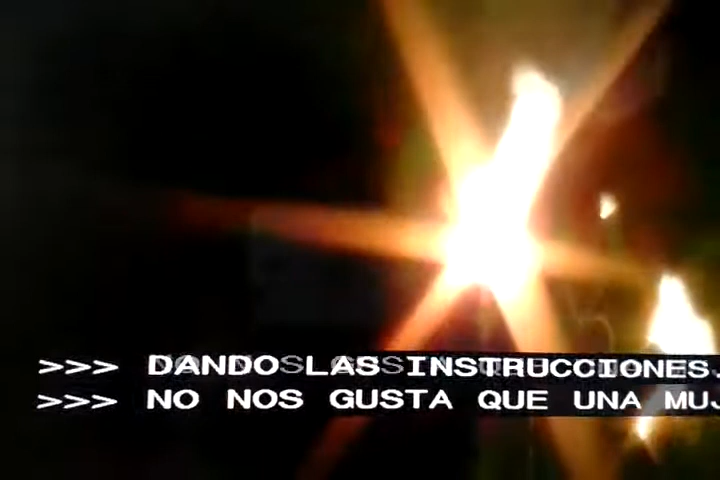 >>> DANDO LAS INSTRUCCIONES.
>>> NO NOS GUSTA QUE UNA MUJ